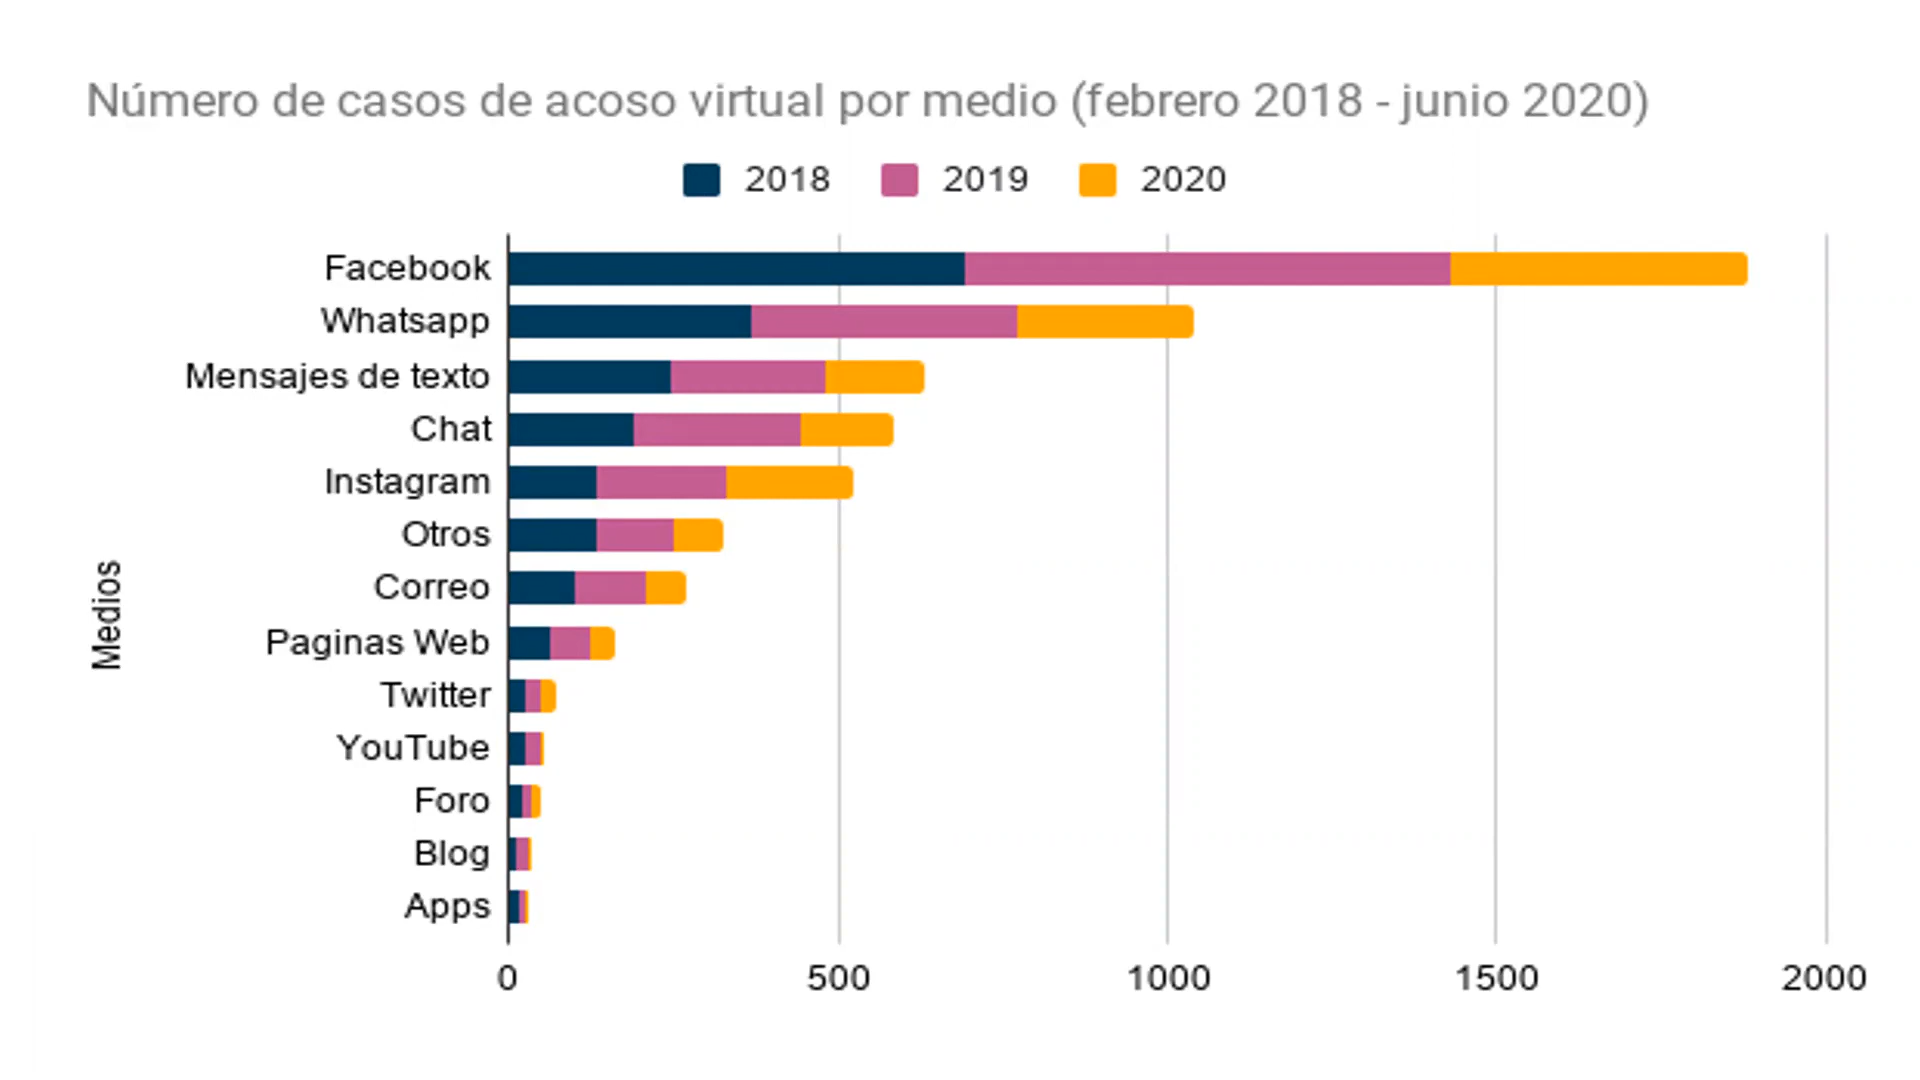 Número de casos de acoso virtual por medio (febrero 2018 - junio 2020)
2018 2019 2020
Facebook
Whatsapp
Mensajes de texto
Chat
Instagram
Otros
Correo
Paginas Web
Twitter
YouTube
Foro
Blog
Apps
Medios
0 500 1000 1500 2000